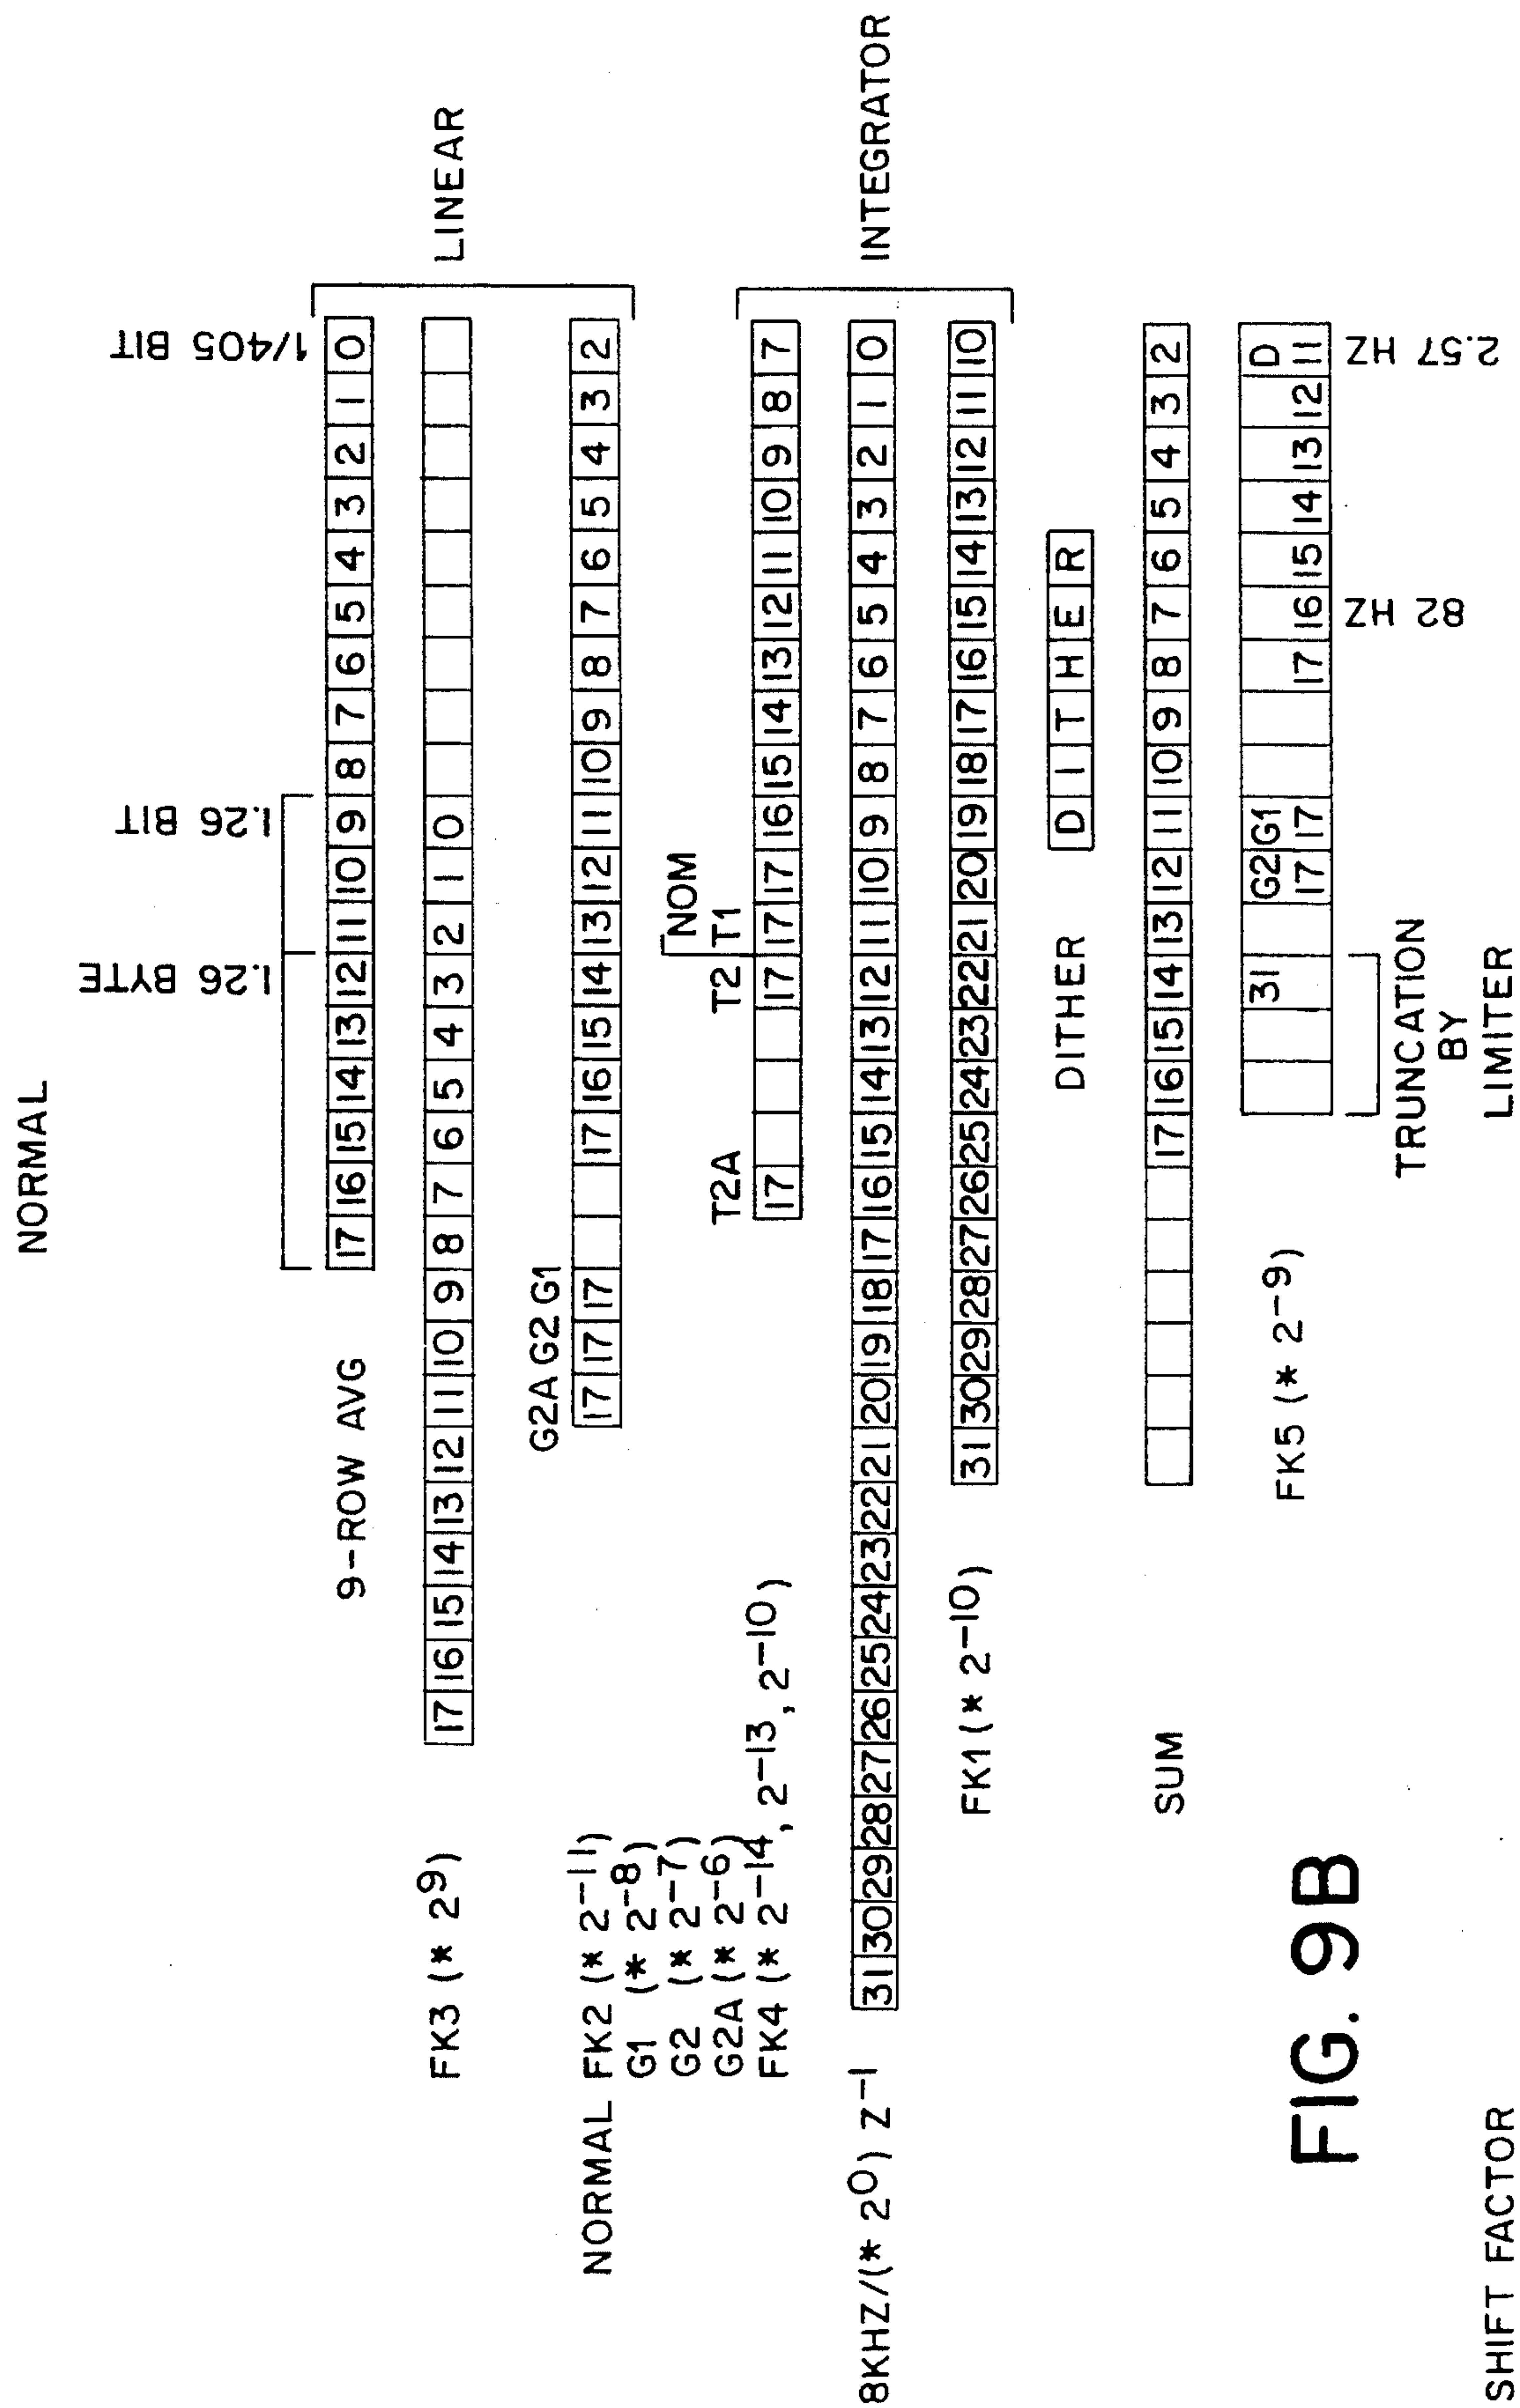 NORMAL
1.26 BYTE
1.26 BIT
1/405 BIT
9-ROW AVG
17 16 15 14 13 12 11 10 9 8 7 6 5 4 3 2 1 0
FK3 (* 2^9)
17 16 15 14 13 12 11 10 9 8 7 6 5 4 3 2 1 0
LINEAR
G2A G2 G1
NORMAL FK2 (* 2^-11)
17 17 17 17 16 15 14 13 12 11 10 9 8 7 6 5 4 3 2
G1 (* 2^-8)
G2 (* 2^-7)
G2A (* 2^-6)
NOM
T2A T2 T1
FK4 (* 2^-14, 2^-13, 2^-10)
17 17 17 17 16 15 14 13 12 11 10 9 8 7
8KHZ/(* 2^0) Z^-1
31 30 29 28 27 26 25 24 23 22 21 20 19 18 17 16 15 14 13 12 11 10 9 8 7 6 5 4 3 2 1 0
INTEGRATOR
FK1 (* 2^-10)
31 30 29 28 27 26 25 24 23 22 21 20 19 18 17 16 15 14 13 12 11 10
DITHER
D I T H E R
SUM
17 16 15 14 13 12 11 10 9 8 7 6 5 4 3 2
FK5 (* 2^-9)
31 G2 G1 D
17 17 17 16 15 14 13 12 11
82 HZ
2.57 HZ
TRUNCATION
BY
LIMITER
FIG. 9B
SHIFT FACTOR